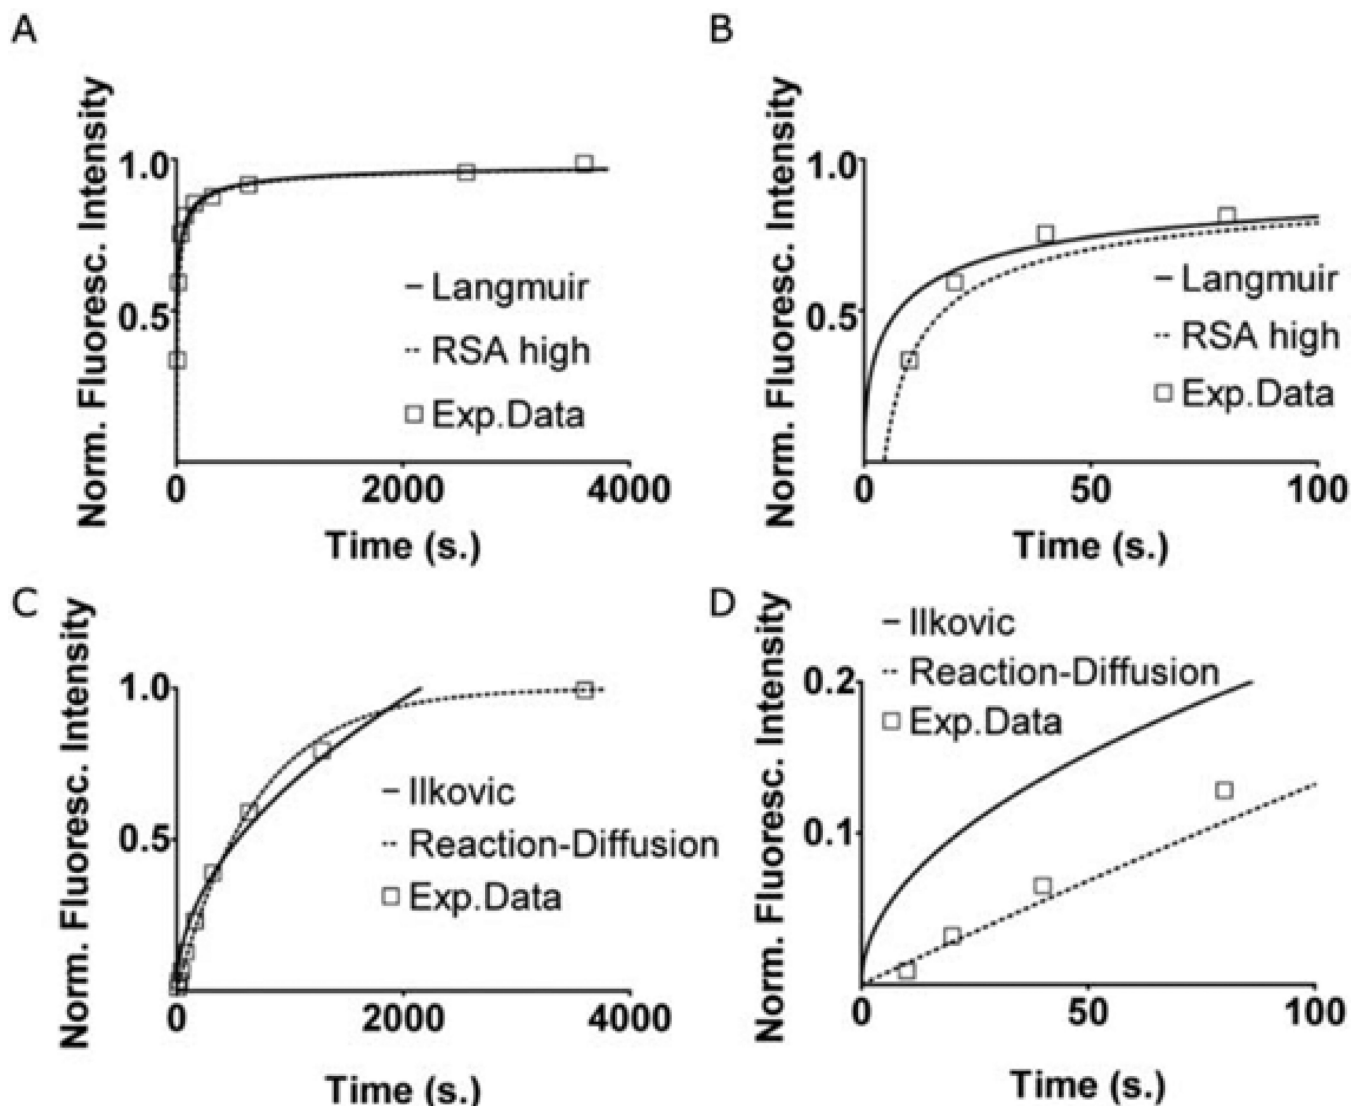 A
Norm. Fluoresc. Intensity
1.0
0.5
– Langmuir
--- RSA high
□ Exp.Data
0 2000 4000
Time (s.)
B
Norm. Fluoresc. Intensity
1.0
0.5
– Langmuir
--- RSA high
□ Exp.Data
0 50 100
Time (s.)
C
Norm. Fluoresc. Intensity
1.0
0.5
– Ilkovic
--- Reaction-Diffusion
□ Exp.Data
0 2000 4000
Time (s.)
D
Norm. Fluoresc. Intensity
– Ilkovic
--- Reaction-Diffusion
□ Exp.Data
0.2
0.1
0 50 100
Time (s.)